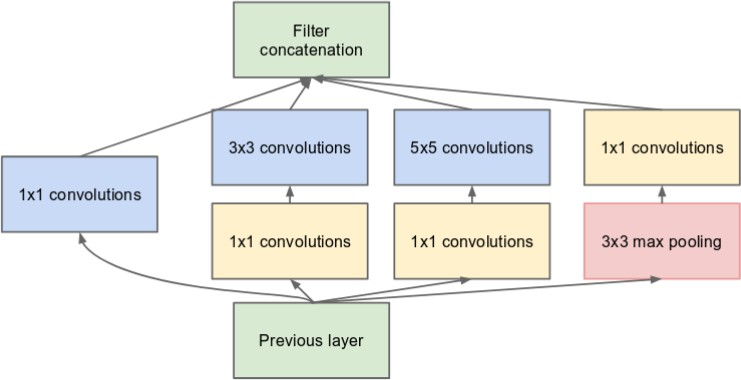 Filter
concatenation
3x3 convolutions
5x5 convolutions
1x1 convolutions
1x1 convolutions
1x1 convolutions
1x1 convolutions
3x3 max pooling
Previous layer